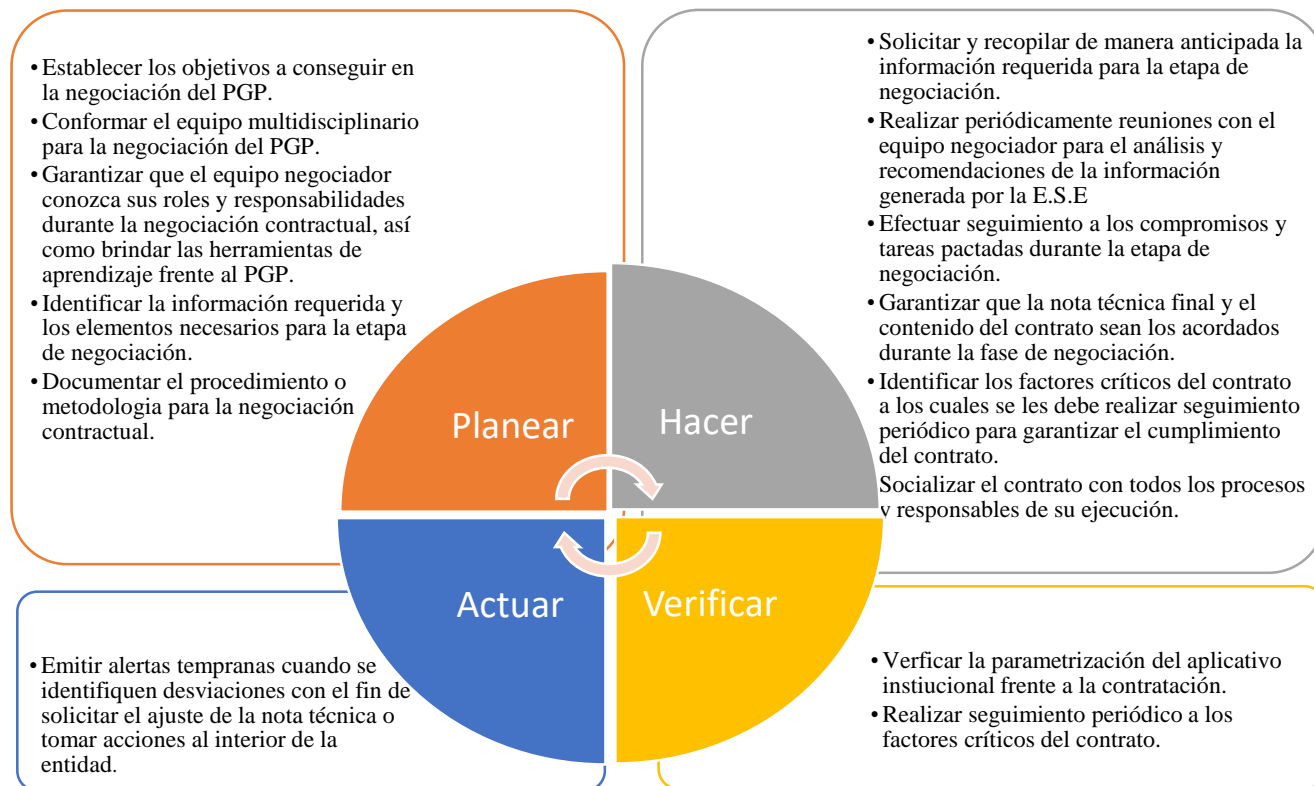 • Establecer los objetivos a conseguir en
la negociación del PGP.
• Conformar el equipo multidisciplinario
para la negociación del PGP.
• Garantizar que el equipo negociador
conozca sus roles y responsabilidades
durante la negociación contractual, así
como brindar las herramientas de
aprendizaje frente al PGP.
• Identificar la información requerida y
los elementos necesarios para la etapa
de negociación.
• Documentar el procedimiento o
metodologia para la negociación
contractual.
• Solicitar y recopilar de manera anticipada la
información requerida para la etapa de
negociación.
• Realizar periódicamente reuniones con el
equipo negociador para el análisis y
recomendaciones de la información
generada por la E.S.E
• Efectuar seguimiento a los compromisos y
tareas pactadas durante la etapa de
negociación.
• Garantizar que la nota técnica final y el
contenido del contrato sean los acordados
durante la fase de negociación.
• Identificar los factores críticos del contrato
a los cuales se les debe realizar seguimiento
periódico para garantizar el cumplimiento
del contrato.
Socializar el contrato con todos los procesos
y responsables de su ejecución.
Planear
Hacer
Actuar
Verificar
• Emitir alertas tempranas cuando se
identifiquen desviaciones con el fin de
solicitar el ajuste de la nota técnica o
tomar acciones al interior de la
entidad.
• Verficar la parametrización del aplicativo
instiucional frente a la contratación.
• Realizar seguimiento periódico a los
factores críticos del contrato.